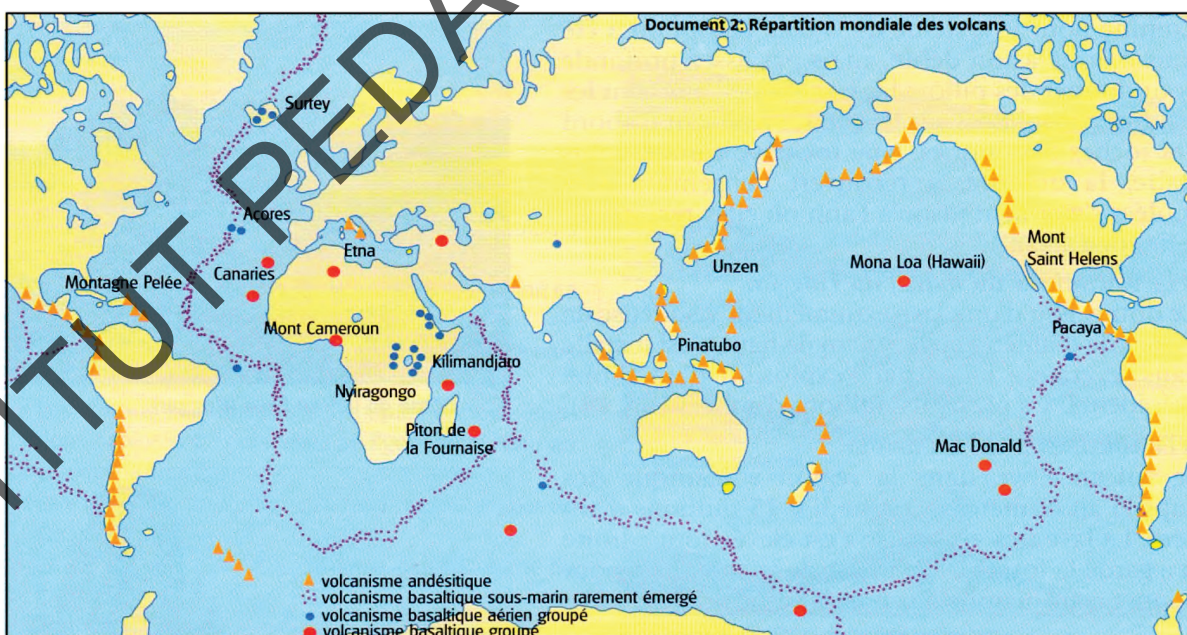 Document 2: Répartition mondiale des volcans
Surtey
Açores
Etna
Canaries
Montagne Pelée
Mont Cameroun
Kilimandjaro
Nyiragongo
Piton de
la Fournaise
Unzen
Pinatubo
Mona Loa (Hawaii)
Mont
Saint Helens
Pacaya
Mac Donald
volcanisme andésitique
volcanisme basaltique sous-marin rarement émergé
volcanisme basaltique aérien groupé
volcanisme basaltique groupé
ITUT PEDA